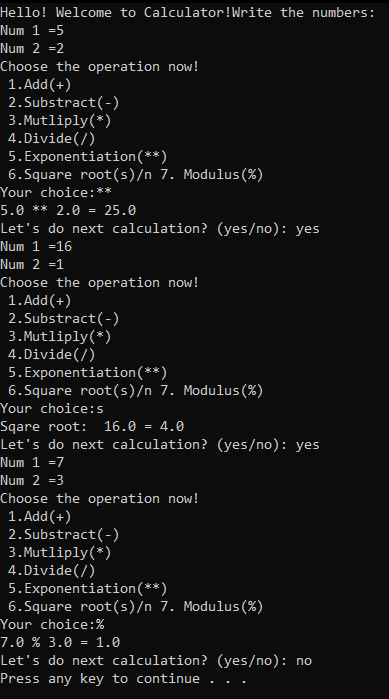 Hello! Welcome to Calculator!Write the numbers:
Num 1 =5
Num 2 =2
Choose the operation now!
1.Add(+)
2.Substract(-)
3.Mutliply(*)
4.Divide(/)
5.Exponentiation(**)
6.Square root(s)/n 7. Modulus(%)
Your choice:**
5.0 ** 2.0 = 25.0
Let's do next calculation? (yes/no): yes
Num 1 =16
Num 2 =1
Choose the operation now!
1.Add(+)
2.Substract(-)
3.Mutliply(*)
4.Divide(/)
5.Exponentiation(**)
6.Square root(s)/n 7. Modulus(%)
Your choice:s
Sqare root:  16.0 = 4.0
Let's do next calculation? (yes/no): yes
Num 1 =7
Num 2 =3
Choose the operation now!
1.Add(+)
2.Substract(-)
3.Mutliply(*)
4.Divide(/)
5.Exponentiation(**)
6.Square root(s)/n 7. Modulus(%)
Your choice:%
7.0 % 3.0 = 1.0
Let's do next calculation? (yes/no): no
Press any key to continue . . .